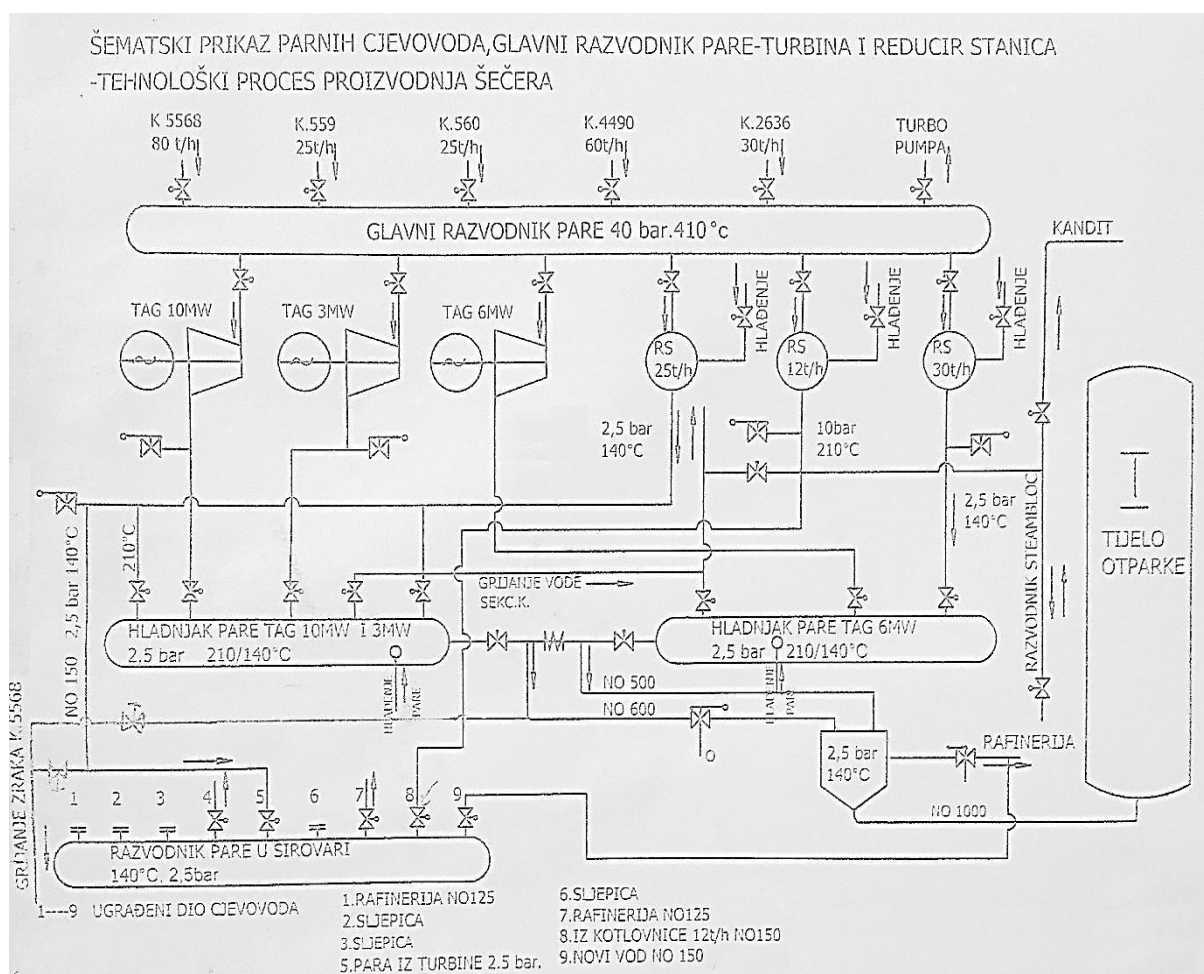 ŠEMATSKI PRIKAZ PARNIH CJEVOVODA,GLAVNI RAZVODNIK PARE-TURBINA I REDUCIR STANICA
-TEHNOLOŠKI PROCES PROIZVODNJA ŠEČERA
K 5568
80 t/h
K.559
25t/h
K.560
25t/h
K.4490
60t/h
K.2636
30t/h
TURBO
PUMPA
GLAVNI RAZVODNIK PARE 40 bar.410°c
KANDIT
TAG 10MW
TAG 3MW
TAG 6MW
RS
25t/h
HLAĐENJE
RS
12t/h
HLAĐENJE
RS
30t/h
HLAĐENJE
2,5 bar
140°C
10bar
210°C
2,5 bar
140°C
RAZVODNIK STEAMBLOC
TIJELO
OTPARKE
NO 150 2,5 bar 140°C
210°C
GRIJANJE VODE
SEKC.K.
HLADNJAK PARE TAG 10MW I 3MW
2.5 bar 210/140°C
HLADNJAK PARE TAG 6MW
2,5 bar 210/140°C
HLAĐENJE
PARE
HLAĐENJE
PARE
NO 500
NO 600
2,5 bar
140°C
RAFINERIJA
NO 1000
GRIJANJE ZRAKA K.5568
1 2 3 4 5 6 7 8 9
RAZVODNIK PARE U SIROVARI
140°C. 2,5bar
1----9 UGRAĐENI DIO CJEVOVODA
1.RAFINERIJA NO125
2.SLJEPICA
3.SLJEPICA
5.PARA IZ TURBINE 2.5 bar.
6.SLJEPICA
7.RAFINERIJA NO125
8.IZ KOTLOVNICE 12t/h NO150
9.NOVI VOD NO 150